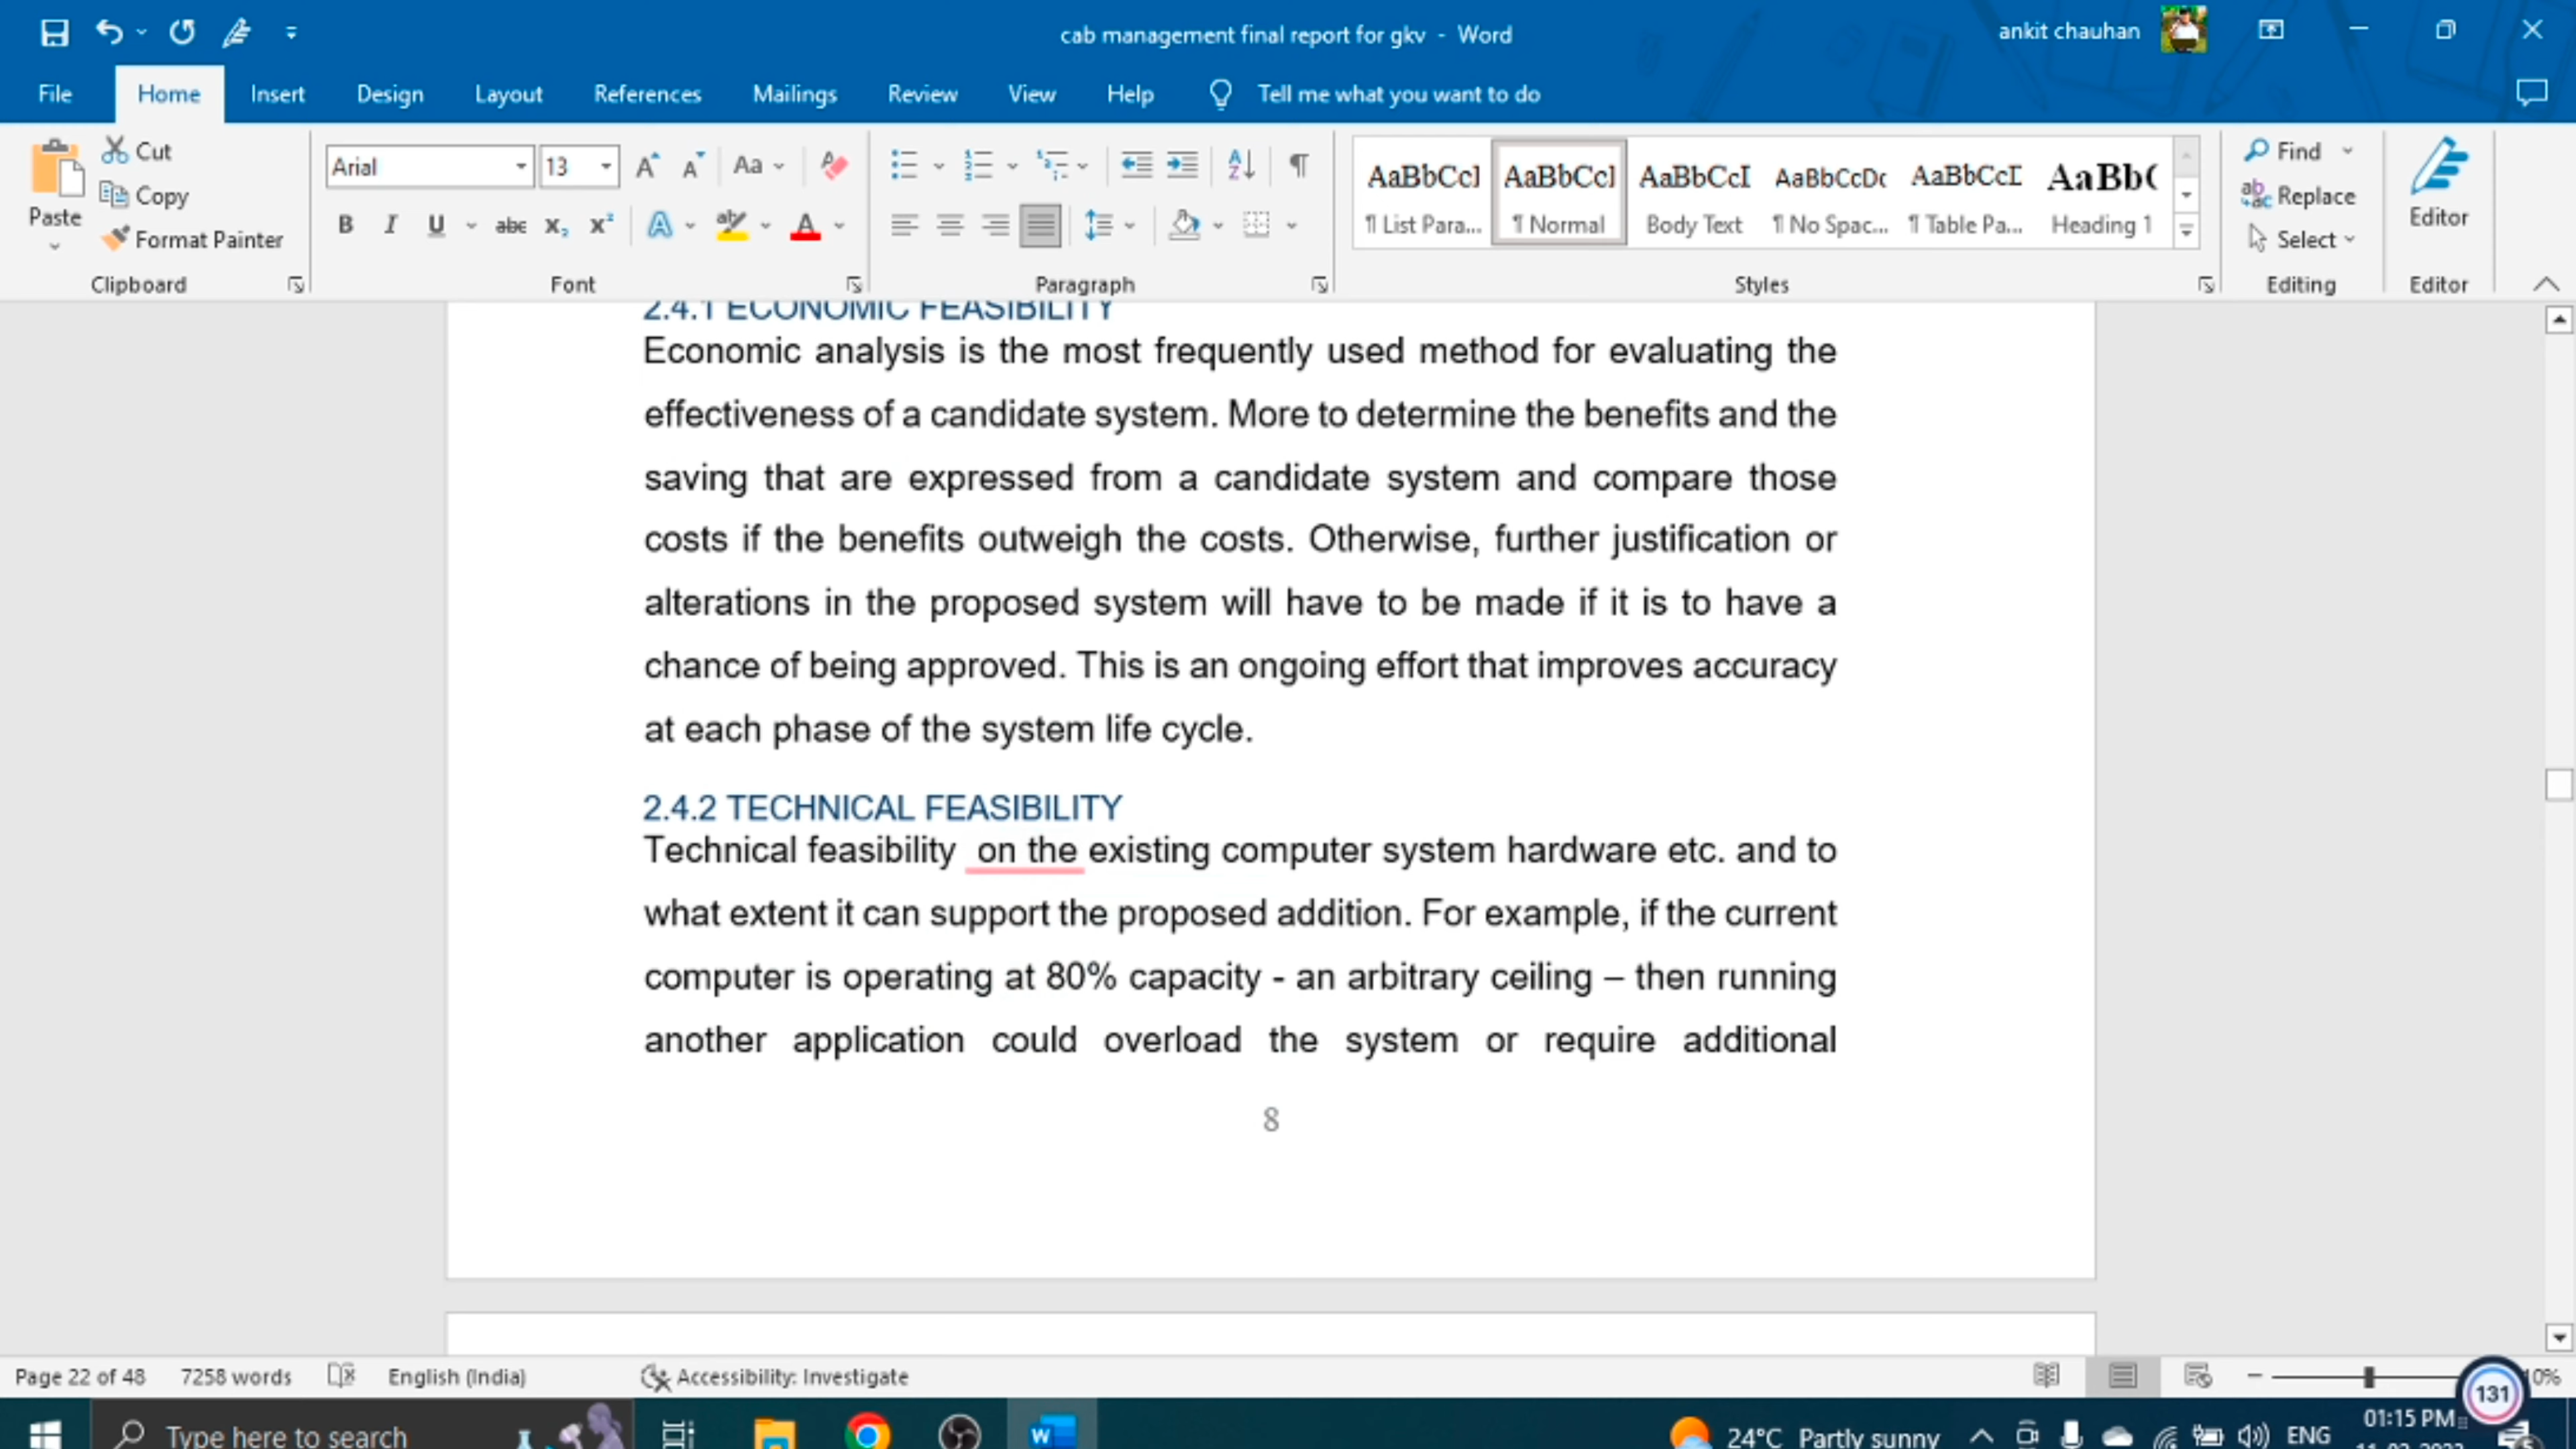 cab management final report for gkv - Word
ankit chauhan
File Home Insert Design Layout References Mailings Review View Help Tell me what you want to do
Paste
Cut
Copy
Format Painter
Clipboard
Arial 13
Font
Paragraph
AaBbCcI AaBbCcI AaBbCcI AaBbCcDc AaBbCcI AaBb(
¶ List Para... ¶ Normal Body Text ¶ No Spac... ¶ Table Pa... Heading 1
Styles
Find
Replace
Select
Editing
Editor
Editor
2.4.1 ECONOMIC FEASIBILITY
Economic analysis is the most frequently used method for evaluating the
effectiveness of a candidate system. More to determine the benefits and the
saving that are expressed from a candidate system and compare those
costs if the benefits outweigh the costs. Otherwise, further justification or
alterations in the proposed system will have to be made if it is to have a
chance of being approved. This is an ongoing effort that improves accuracy
at each phase of the system life cycle.
2.4.2 TECHNICAL FEASIBILITY
Technical feasibility on the existing computer system hardware etc. and to
what extent it can support the proposed addition. For example, if the current
computer is operating at 80% capacity - an arbitrary ceiling – then running
another application could overload the system or require additional
8
Page 22 of 48 7258 words English (India) Accessibility: Investigate
131
Type here to search
24°C Partly sunny
ENG
01:15 PM